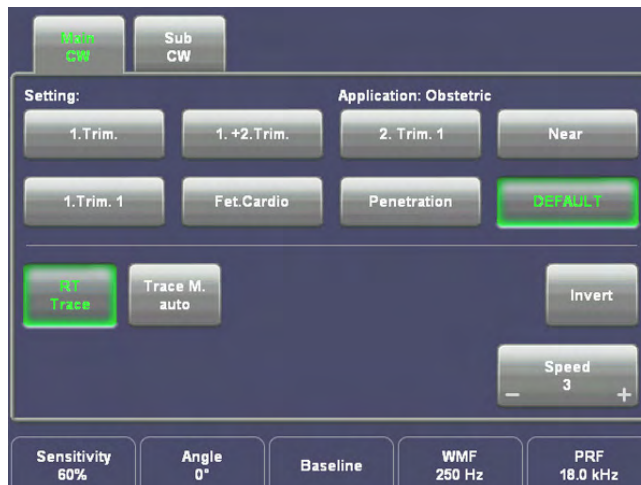 Main Sub
CW CW
Setting: Application: Obstetric
1.Trim. 1. +2.Trim. 2. Trim. 1 Near
1.Trim. 1 Fet.Cardio Penetration DEFAULT
RT Trace M.
Trace auto
Invert
Speed
3
− +
Sensitivity Angle Baseline WMF PRF
60% 0° 250 Hz 18.0 kHz